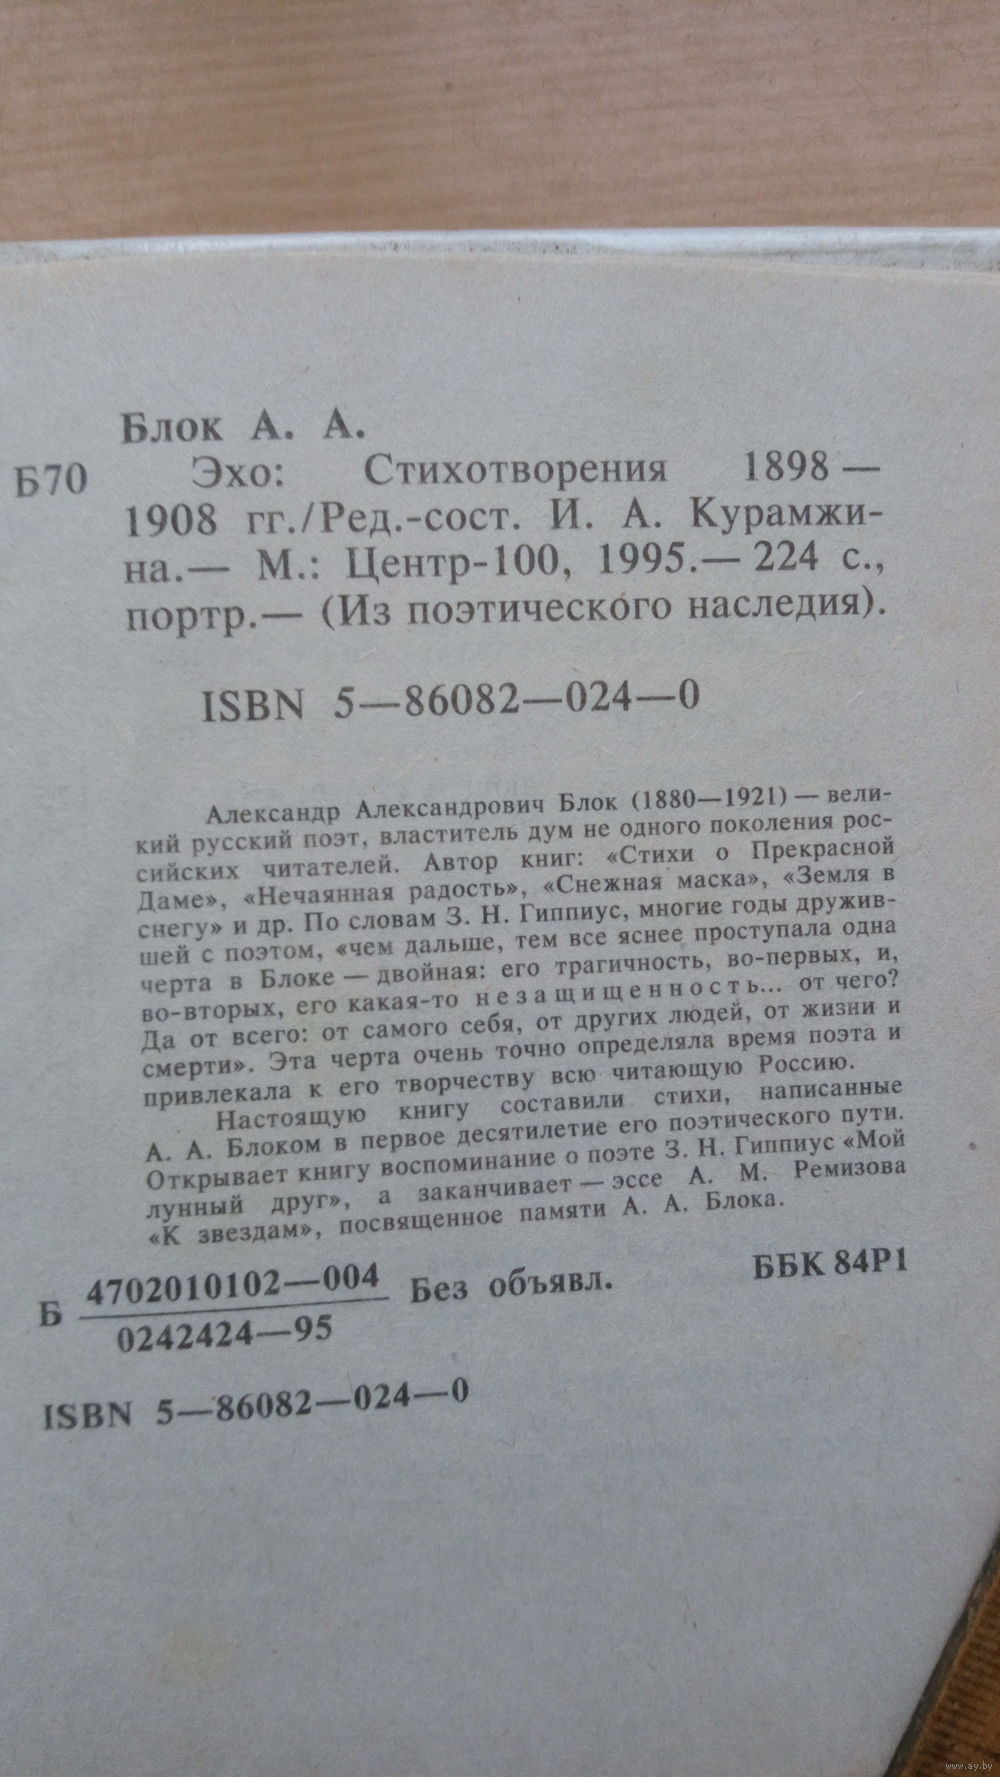 Блок А. А.
Б70 Эхо: Стихотворения 1898—
1908 гг./Ред.-сост. И. А. Курамжи-
на.— М.: Центр-100, 1995.— 224 с.,
портр.— (Из поэтического наследия).
ISBN 5—86082—024—0
Александр Александрович Блок (1880—1921) — вели-
кий русский поэт, властитель дум не одного поколения рос-
сийских читателей. Автор книг: «Стихи о Прекрасной
Даме», «Нечаянная радость», «Снежная маска», «Земля в
снегу» и др. По словам З. Н. Гиппиус, многие годы дружив-
шей с поэтом, «чем дальше, тем все яснее проступала одна
черта в Блоке — двойная: его трагичность, во-первых, и,
во-вторых, его какая-то незащищенность... от чего?
Да от всего: от самого себя, от других людей, от жизни и
смерти». Эта черта очень точно определяла время поэта и
привлекала к его творчеству всю читающую Россию.
Настоящую книгу составили стихи, написанные
А. А. Блоком в первое десятилетие его поэтического пути.
Открывает книгу воспоминание о поэте З. Н. Гиппиус «Мой
лунный друг», а заканчивает — эссе А. М. Ремизова
«К звездам», посвященное памяти А. А. Блока.
Б 4702010102—004 Без объявл. ББК 84Р1
0242424—95
ISBN 5—86082—024—0
www.ay.by